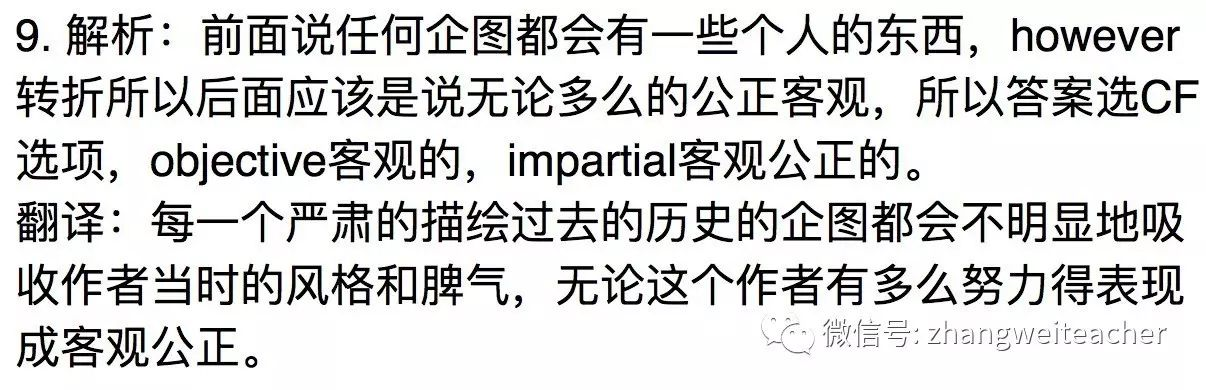 9. 解析：前面说任何企图都会有一些个人的东西，however
转折所以后面应该是说无论多么的公正客观，所以答案选CF
选项，objective客观的，impartial客观公正的。
翻译：每一个严肃的描绘过去的历史的企图都会不明显地吸
收作者当时的风格和脾气，无论这个作者有多么努力得表现
成客观公正。
微信号: zhangweiteacher